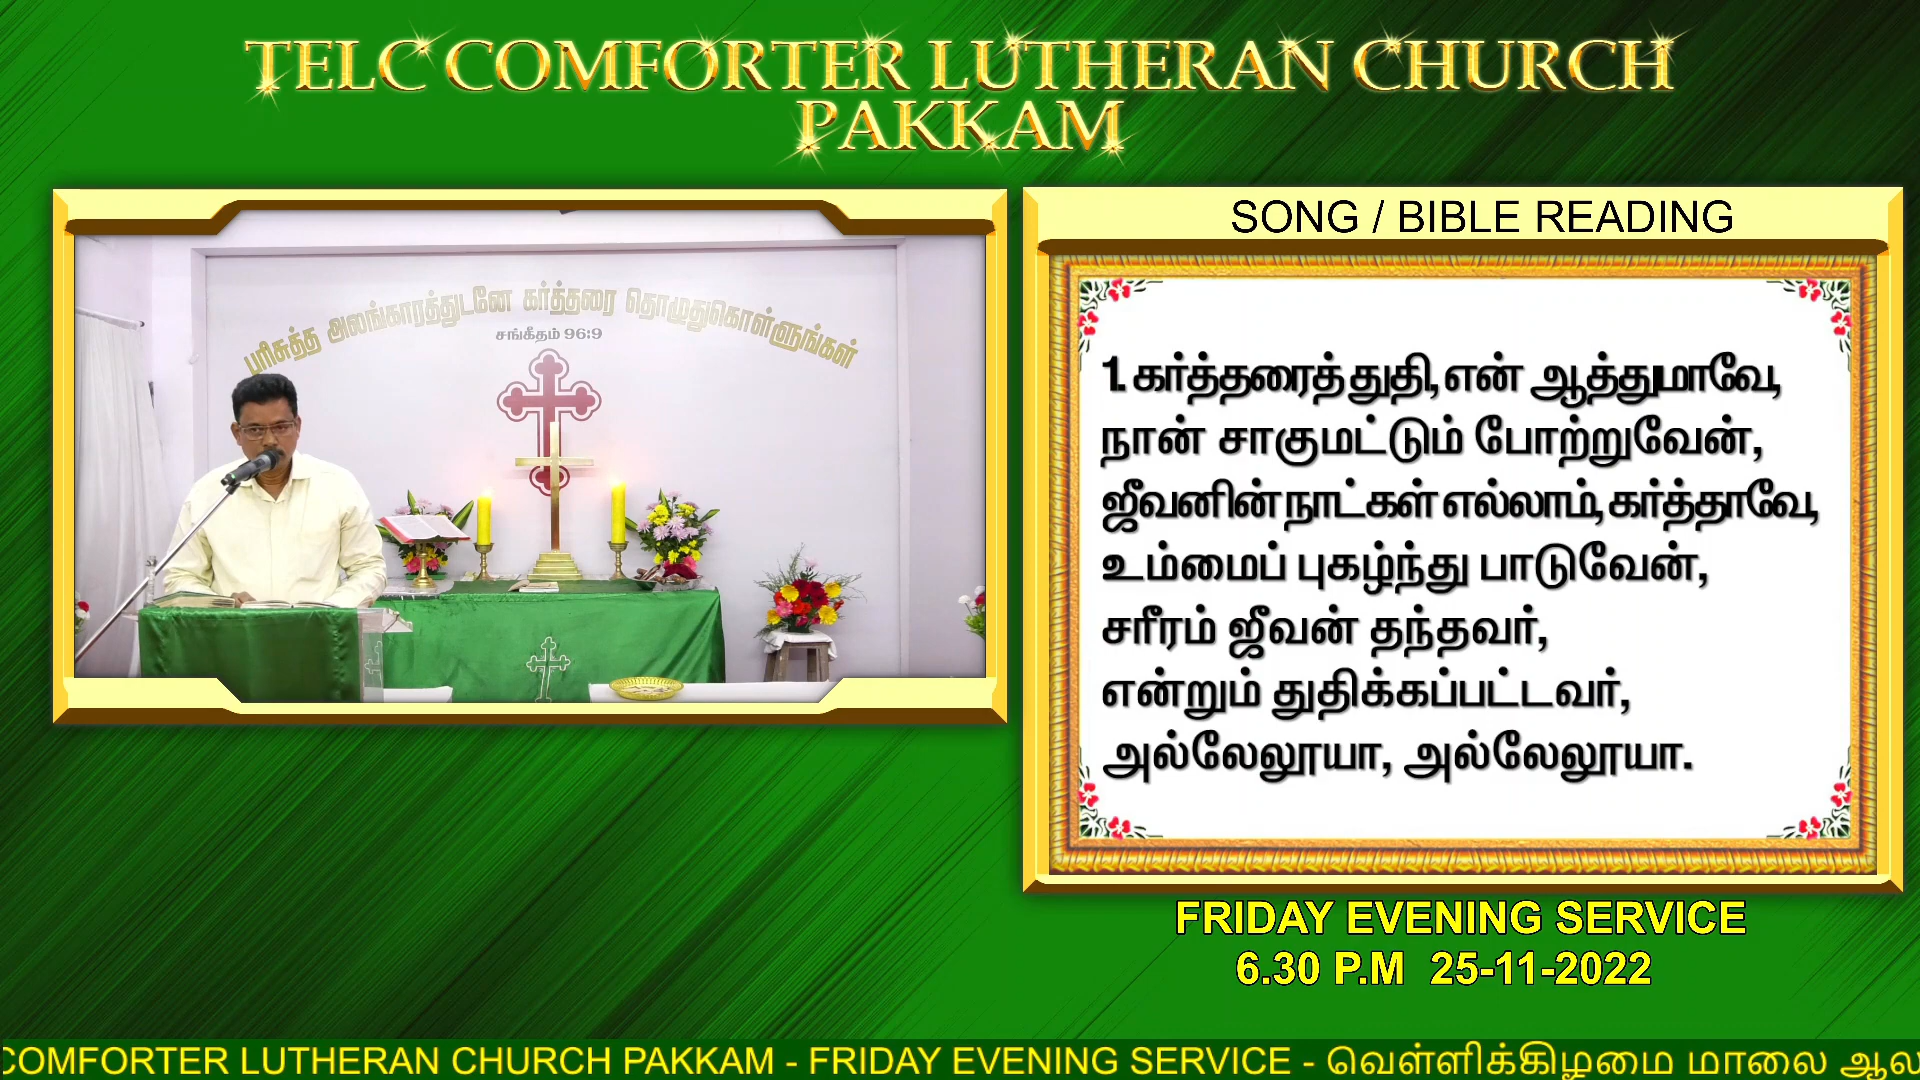 TELC COMFORTER LUTHERAN CHURCH
PAKKAM
பரிசுத்த அலங்காரத்துடனே கர்த்தரை தொழுதுகொள்ளுங்கள்
சங்கீதம் 96:9
SONG / BIBLE READING
1. கர்த்தரைத் துதி, என் ஆத்துமாவே,
நான் சாகுமட்டும் போற்றுவேன்,
ஜீவனின் நாட்கள் எல்லாம், கர்த்தாவே,
உம்மைப் புகழ்ந்து பாடுவேன்,
சரீரம் ஜீவன் தந்தவர்,
என்றும் துதிக்கப்பட்டவர்,
அல்லேலூயா, அல்லேலூயா.
FRIDAY EVENING SERVICE
6.30 P.M 25-11-2022
COMFORTER LUTHERAN CHURCH PAKKAM - FRIDAY EVENING SERVICE - வெள்ளிக்கிழமை மாலை ஆல